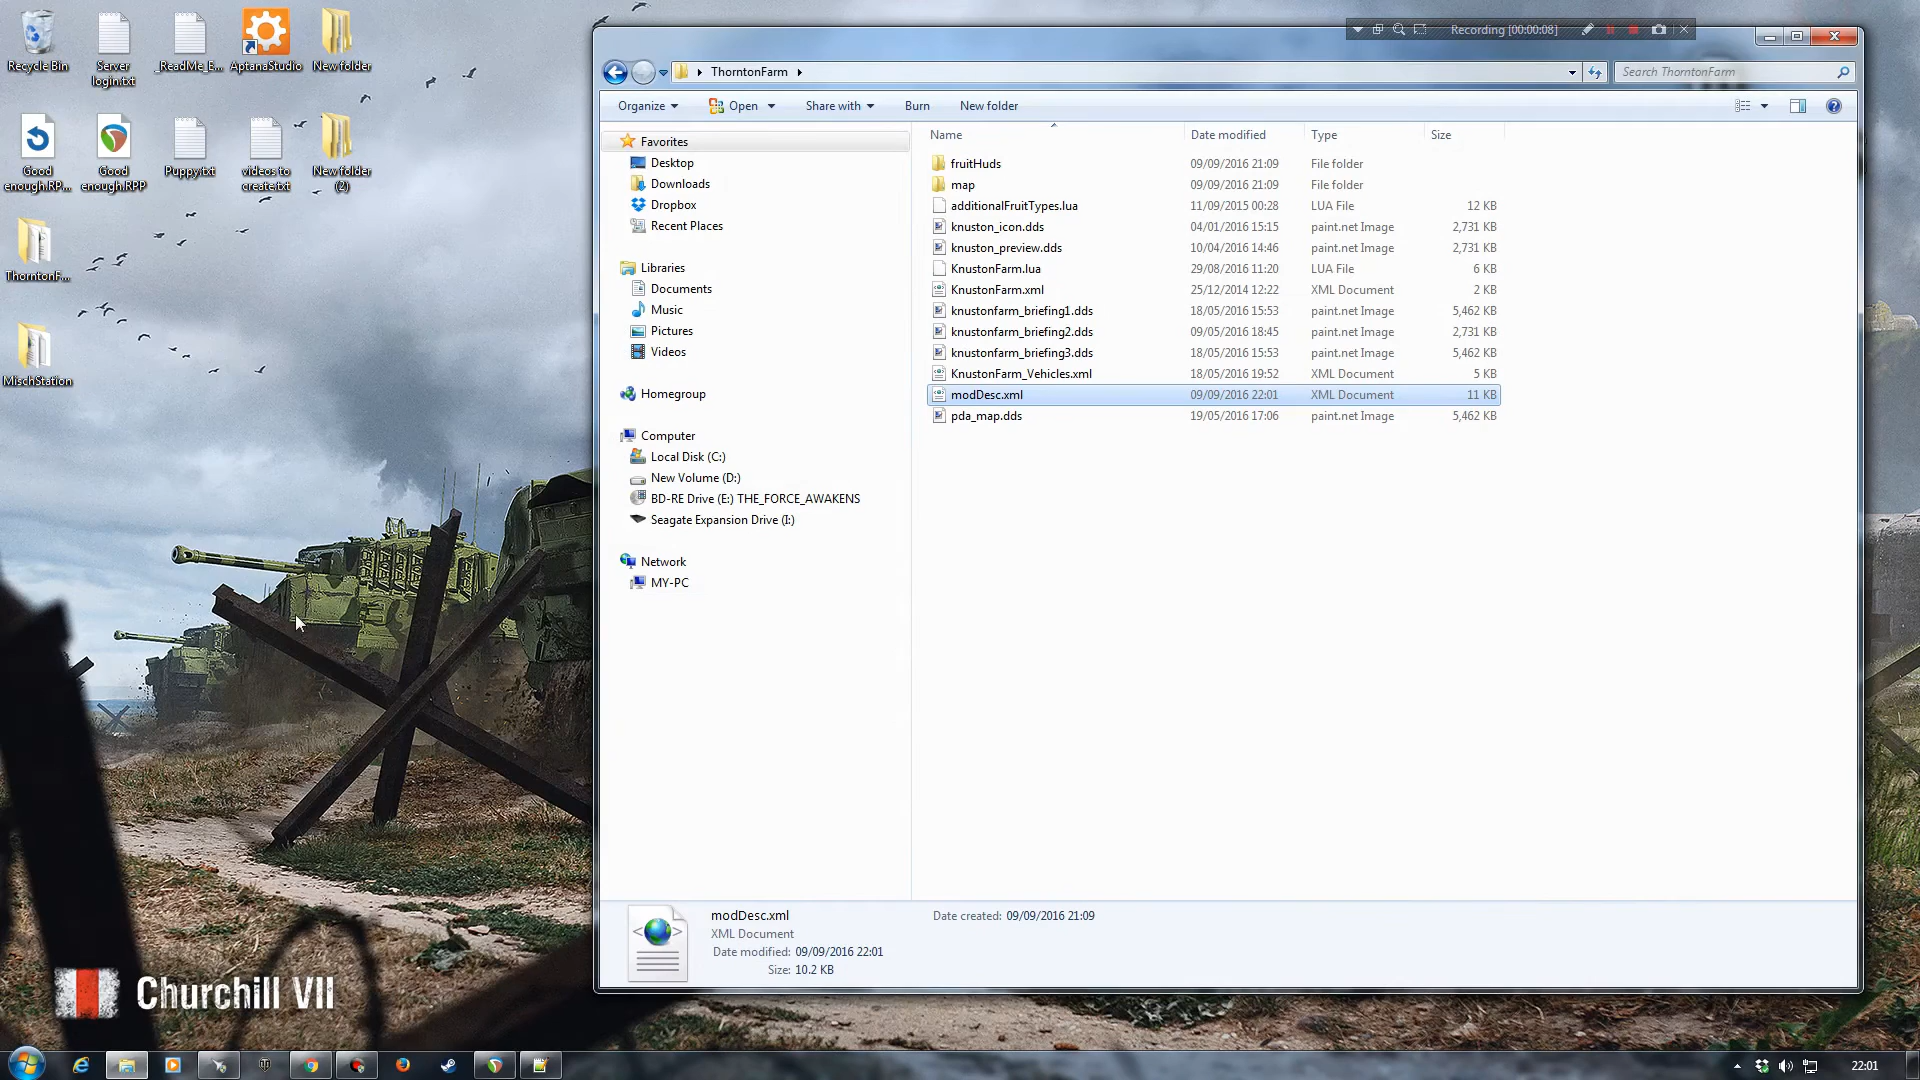 Recycle Bin
Server login.txt
_ReadMe_E...
AptanaStudio
New folder
Good enough.RP...
Good enough.RPP
Puppy.txt
videos to create.txt
New folder (2)
ThorntonF...
MischStation
Churchill VII
Recording [00:00:08]
ThorntonFarm
Search ThorntonFarm
Organize
Open
Share with
Burn
New folder
Favorites
Desktop
Downloads
Dropbox
Recent Places
Libraries
Documents
Music
Pictures
Videos
Homegroup
Computer
Local Disk (C:)
New Volume (D:)
BD-RE Drive (E:) THE_FORCE_AWAKENS
Seagate Expansion Drive (I:)
Network
MY-PC
Name Date modified Type Size
fruitHuds 09/09/2016 21:09 File folder
map 09/09/2016 21:09 File folder
additionalFruitTypes.lua 11/09/2015 00:28 LUA File 12 KB
knuston_icon.dds 04/01/2016 15:15 paint.net Image 2,731 KB
knuston_preview.dds 10/04/2016 14:46 paint.net Image 2,731 KB
KnustonFarm.lua 29/08/2016 11:20 LUA File 6 KB
KnustonFarm.xml 25/12/2014 12:22 XML Document 2 KB
knustonfarm_briefing1.dds 18/05/2016 15:53 paint.net Image 5,462 KB
knustonfarm_briefing2.dds 09/05/2016 18:45 paint.net Image 2,731 KB
knustonfarm_briefing3.dds 18/05/2016 15:53 paint.net Image 5,462 KB
KnustonFarm_Vehicles.xml 18/05/2016 19:52 XML Document 5 KB
modDesc.xml 09/09/2016 22:01 XML Document 11 KB
pda_map.dds 19/05/2016 17:06 paint.net Image 5,462 KB
modDesc.xml Date created: 09/09/2016 21:09
XML Document
Date modified: 09/09/2016 22:01
Size: 10.2 KB
22:01